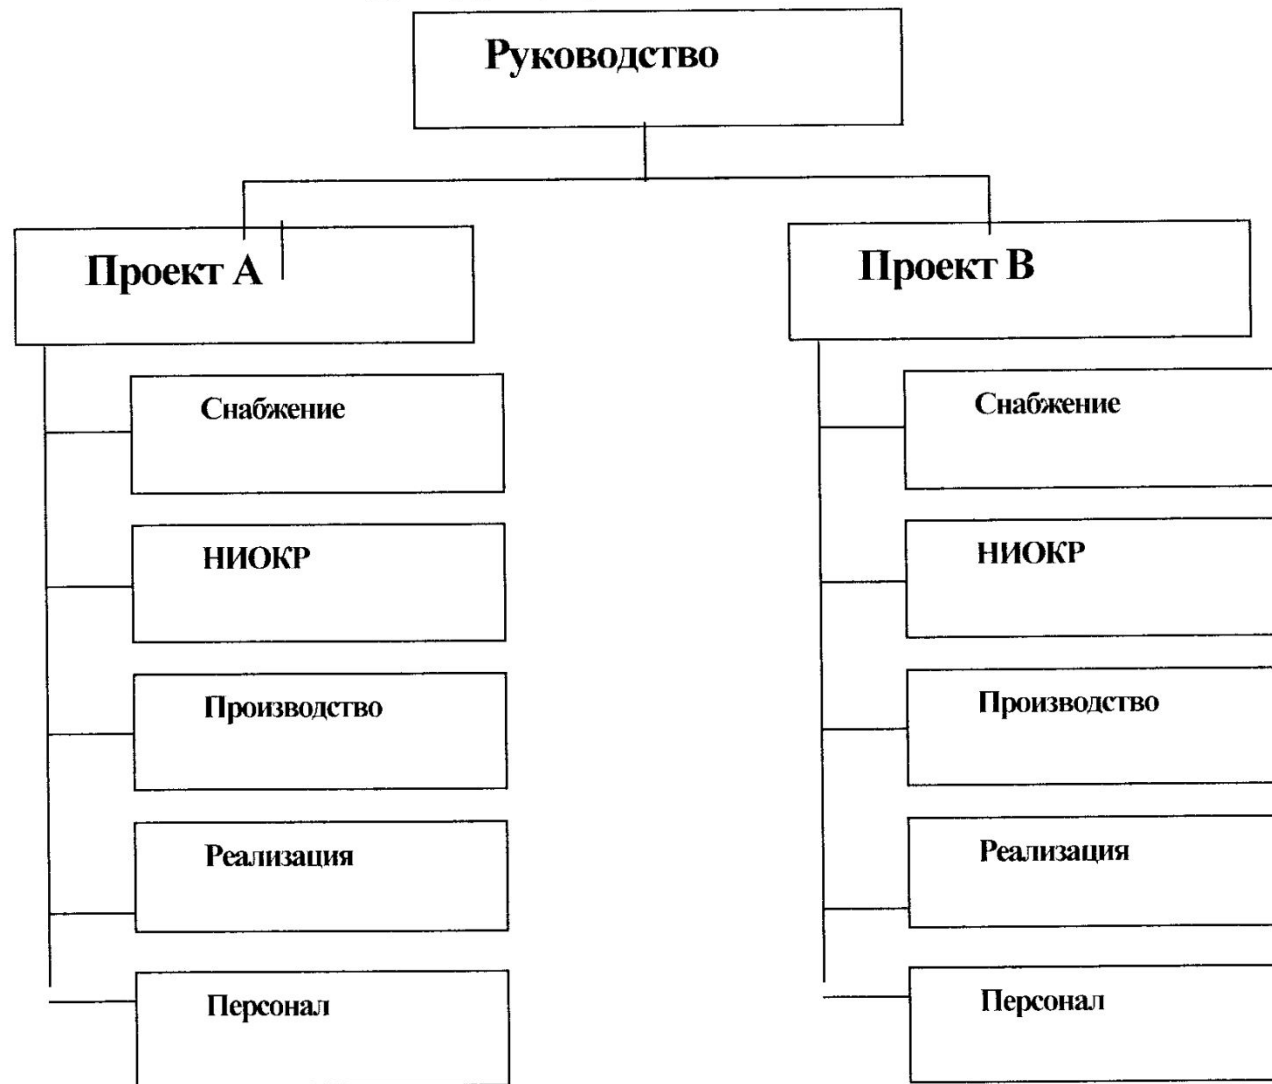 Руководство
Проект А
Снабжение
НИОКР
Производство
Реализация
Персонал
Проект В
Снабжение
НИОКР
Производство
Реализация
Персонал